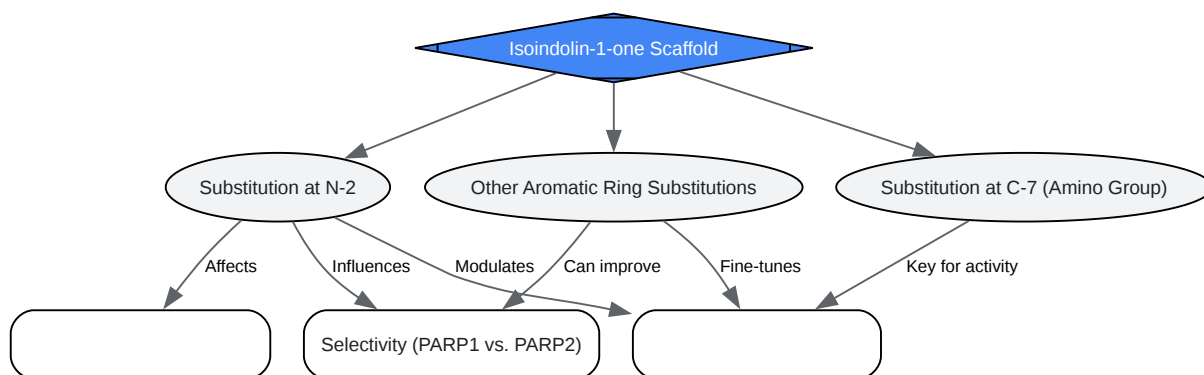 Isoindolin-1-one Scaffold
Substitution at N-2
Other Aromatic Ring Substitutions
Substitution at C-7 (Amino Group)
Affects
Influences
Modulates
Can improve
Fine-tunes
Key for activity
Selectivity (PARP1 vs. PARP2)